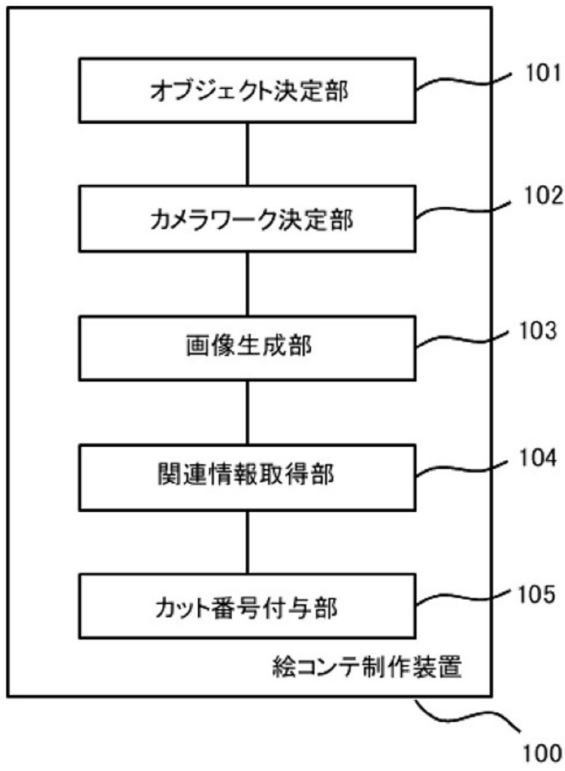 オブジェクト決定部
101
カメラワーク決定部
102
画像生成部
103
関連情報取得部
104
カット番号付与部
105
絵コンテ制作装置
100